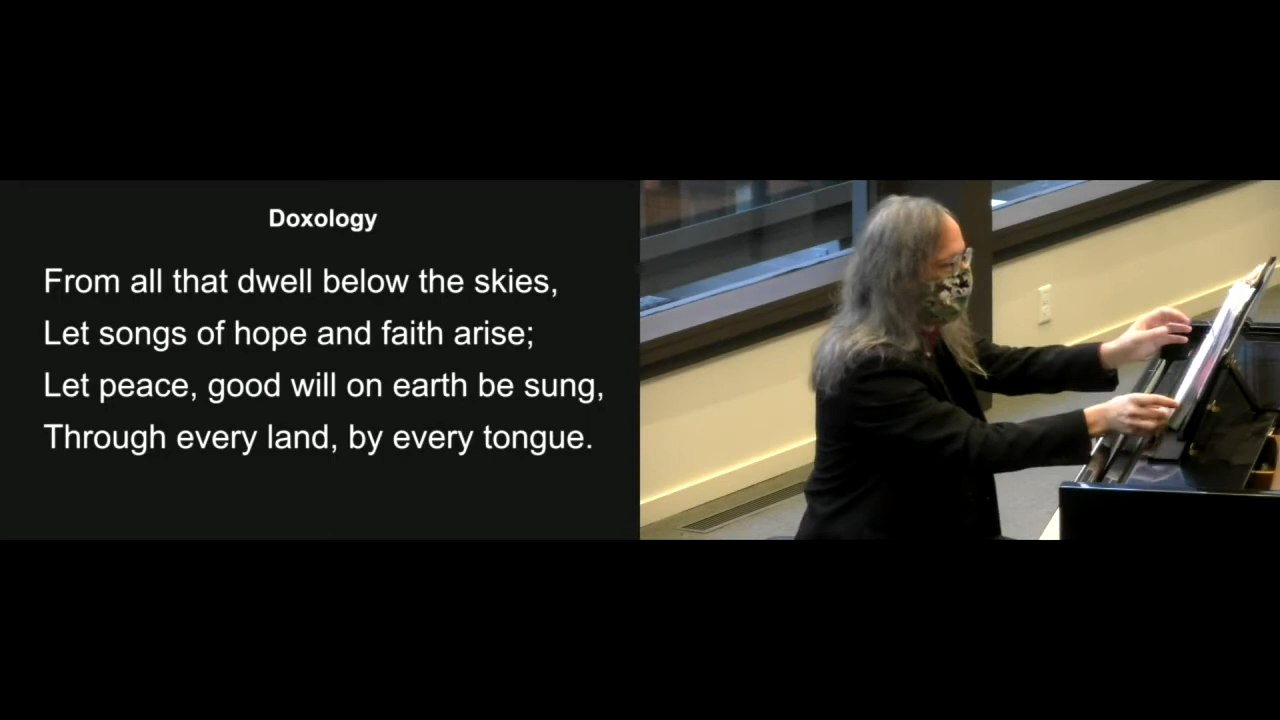 Doxology
From all that dwell below the skies,
Let songs of hope and faith arise;
Let peace, good will on earth be sung,
Through every land, by every tongue.